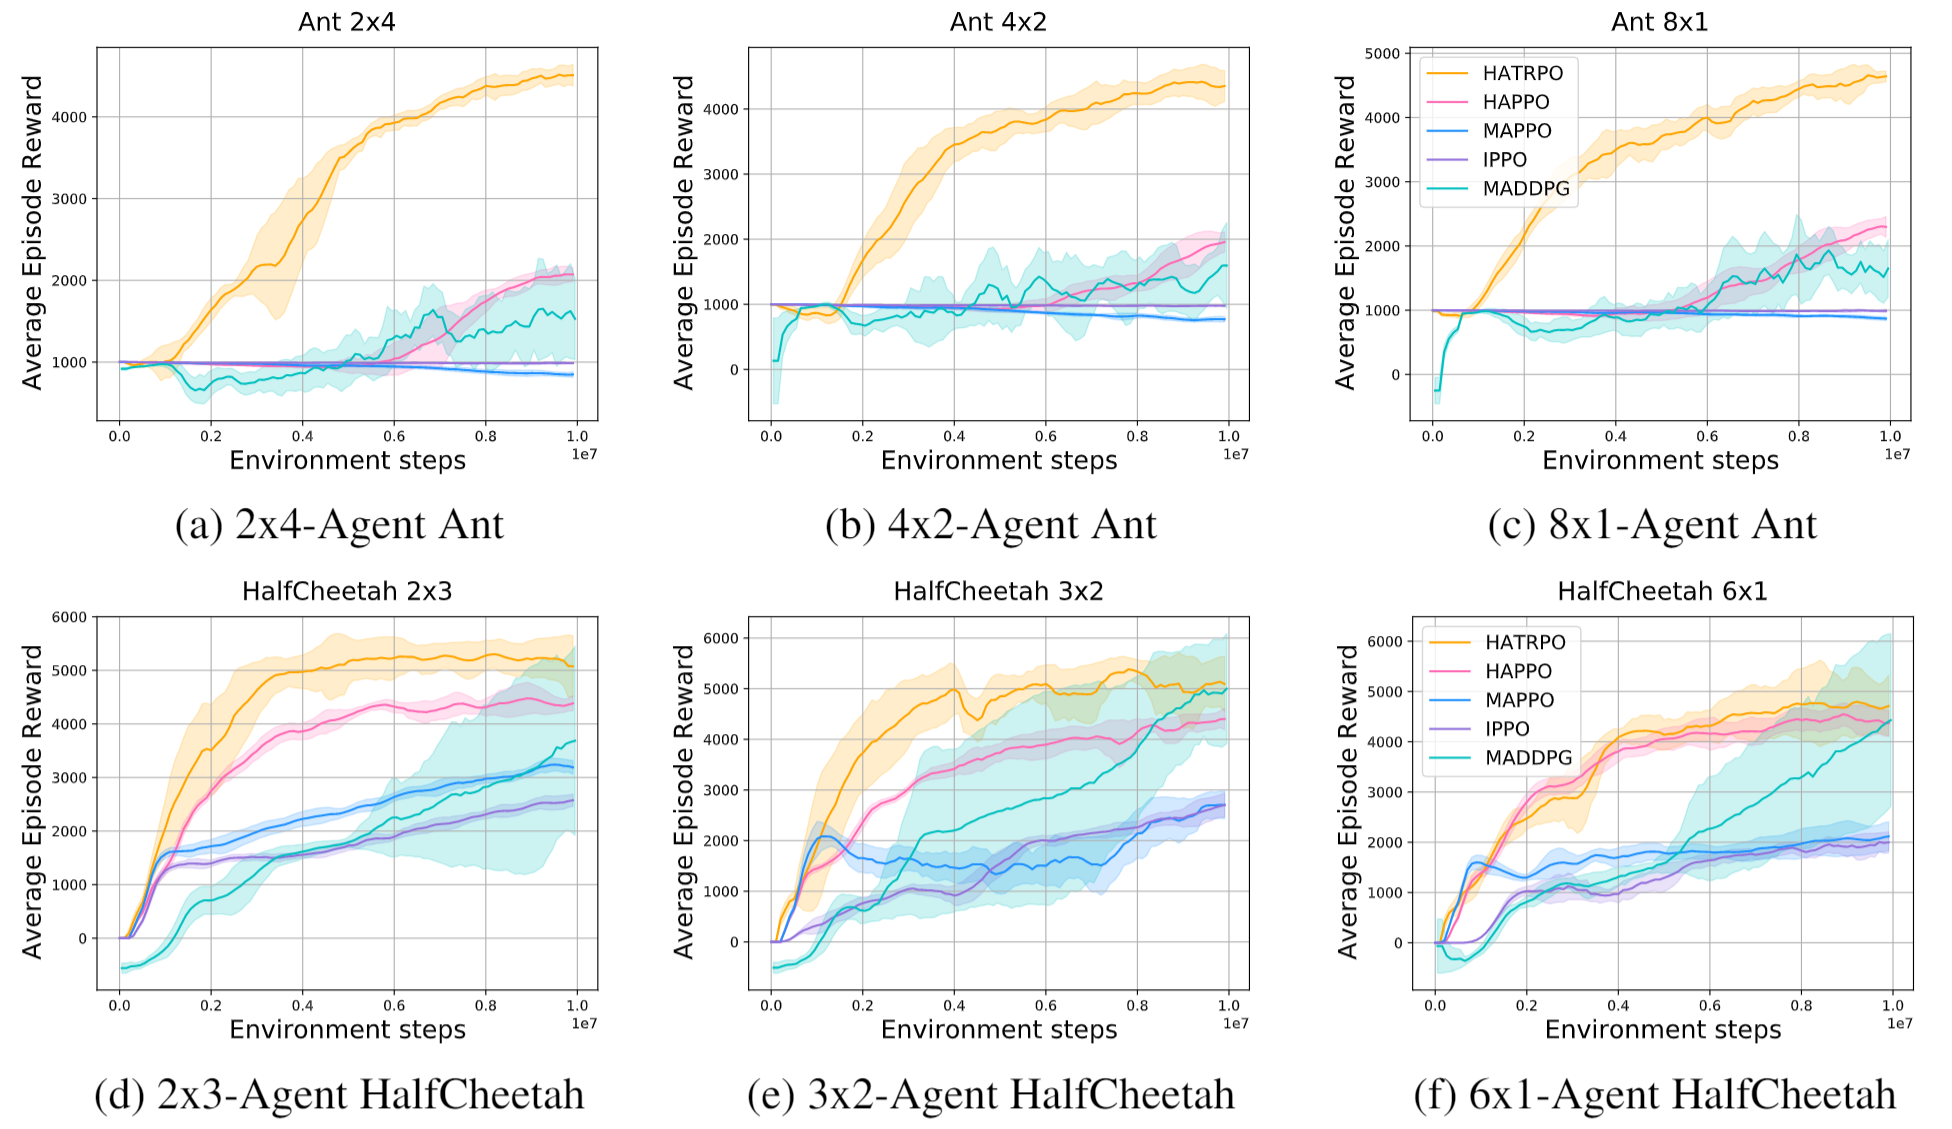 Ant 2x4
Average Episode Reward
4000
3000
2000
1000
0.0 0.2 0.4 0.6 0.8 1.0
1e7
Environment steps
(a) 2x4-Agent Ant
Ant 4x2
Average Episode Reward
4000
3000
2000
1000
0
0.0 0.2 0.4 0.6 0.8 1.0
1e7
Environment steps
(b) 4x2-Agent Ant
Ant 8x1
Average Episode Reward
5000
4000
3000
2000
1000
0
HATRPO
HAPPO
MAPPO
IPPO
MADDPG
0.0 0.2 0.4 0.6 0.8 1.0
1e7
Environment steps
(c) 8x1-Agent Ant
HalfCheetah 2x3
Average Episode Reward
6000
5000
4000
3000
2000
1000
0
0.0 0.2 0.4 0.6 0.8 1.0
1e7
Environment steps
(d) 2x3-Agent HalfCheetah
HalfCheetah 3x2
Average Episode Reward
6000
5000
4000
3000
2000
1000
0
0.0 0.2 0.4 0.6 0.8 1.0
1e7
Environment steps
(e) 3x2-Agent HalfCheetah
HalfCheetah 6x1
Average Episode Reward
6000
5000
4000
3000
2000
1000
0
HATRPO
HAPPO
MAPPO
IPPO
MADDPG
0.0 0.2 0.4 0.6 0.8 1.0
1e7
Environment steps
(f) 6x1-Agent HalfCheetah